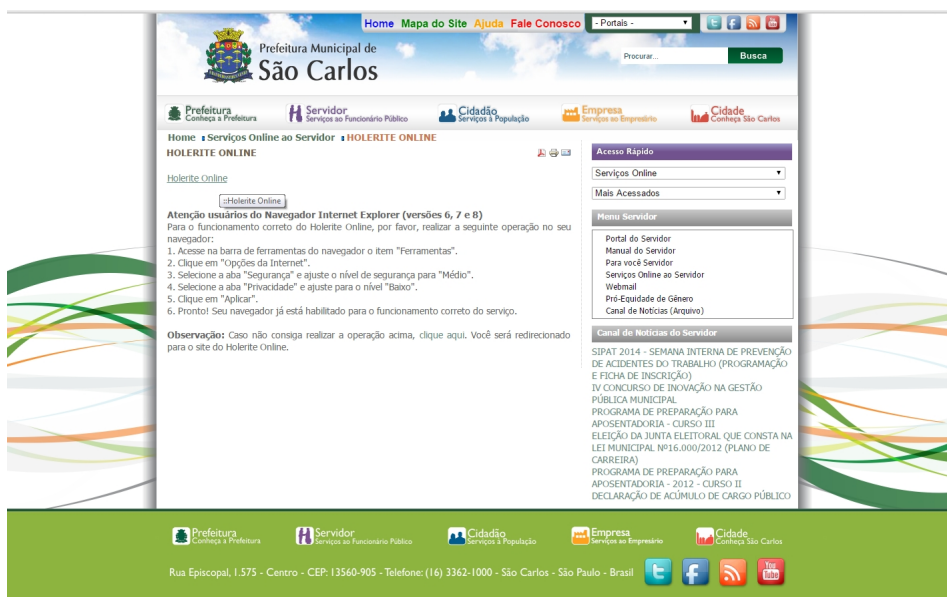 Home Mapa do Site Ajuda Fale Conosco
- Portais -
Prefeitura Municipal de
São Carlos
Procurar...
Busca
Prefeitura
Conheça a Prefeitura
Servidor
Serviços ao Funcionário Público
Cidadão
Serviços à População
Empresa
Serviços ao Empresário
Cidade
Conheça São Carlos
Home Serviços Online ao Servidor HOLERITE ONLINE
HOLERITE ONLINE
Holerite Online
::Holerite Online
Atenção usuários do Navegador Internet Explorer (versões 6, 7 e 8)
Para o funcionamento correto do Holerite Online, por favor, realizar a seguinte operação no seu
navegador:
1. Acesse na barra de ferramentas do navegador o item "Ferramentas".
2. Clique em "Opções da Internet".
3. Selecione a aba "Segurança" e ajuste o nível de segurança para "Médio".
4. Selecione a aba "Privacidade" e ajuste para o nível "Baixo".
5. Clique em "Aplicar".
6. Pronto! Seu navegador já está habilitado para o funcionamento correto do serviço.
Observação: Caso não consiga realizar a operação acima, clique aqui. Você será redirecionado
para o site do Holerite Online.
Acesso Rápido
Serviços Online
Mais Acessados
Menu Servidor
Portal do Servidor
Manual do Servidor
Para você Servidor
Serviços Online ao Servidor
Webmail
Pró-Equidade de Gênero
Canal de Notícias (Arquivo)
Canal de Notícias do Servidor
SIPAT 2014 - SEMANA INTERNA DE PREVENÇÃO
DE ACIDENTES DO TRABALHO (PROGRAMAÇÃO
E FICHA DE INSCRIÇÃO)
IV CONCURSO DE INOVAÇÃO NA GESTÃO
PÚBLICA MUNICIPAL
PROGRAMA DE PREPARAÇÃO PARA
APOSENTADORIA - CURSO III
ELEIÇÃO DA JUNTA ELEITORAL QUE CONSTA NA
LEI MUNICIPAL Nº16.000/2012 (PLANO DE
CARREIRA)
PROGRAMA DE PREPARAÇÃO PARA
APOSENTADORIA - 2012 - CURSO II
DECLARAÇÃO DE ACÚMULO DE CARGO PÚBLICO
Prefeitura
Conheça a Prefeitura
Servidor
Serviços ao Funcionário Público
Cidadão
Serviços à População
Empresa
Serviços ao Empresário
Cidade
Conheça São Carlos
Rua Episcopal, 1.575 - Centro - CEP: 13560-905 - Telefone: (16) 3362-1000 - São Carlos - São Paulo - Brasil
You
Tube